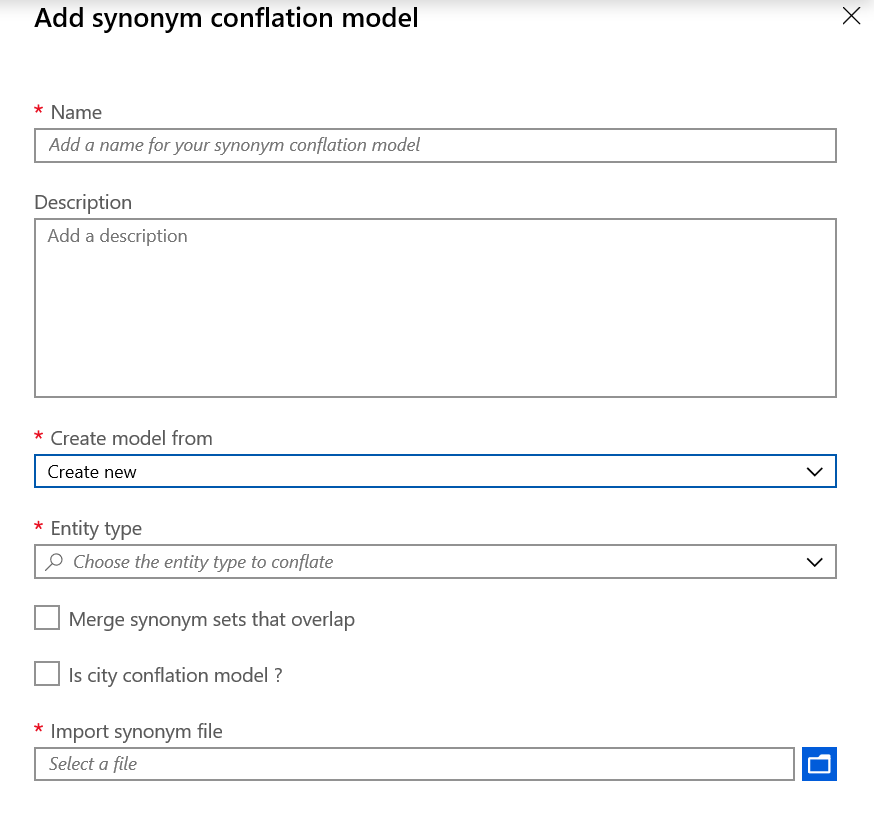 Add synonym conflation model
* Name
Add a name for your synonym conflation model
Description
Add a description
* Create model from
Create new
* Entity type
Choose the entity type to conflate
Merge synonym sets that overlap
Is city conflation model ?
* Import synonym file
Select a file